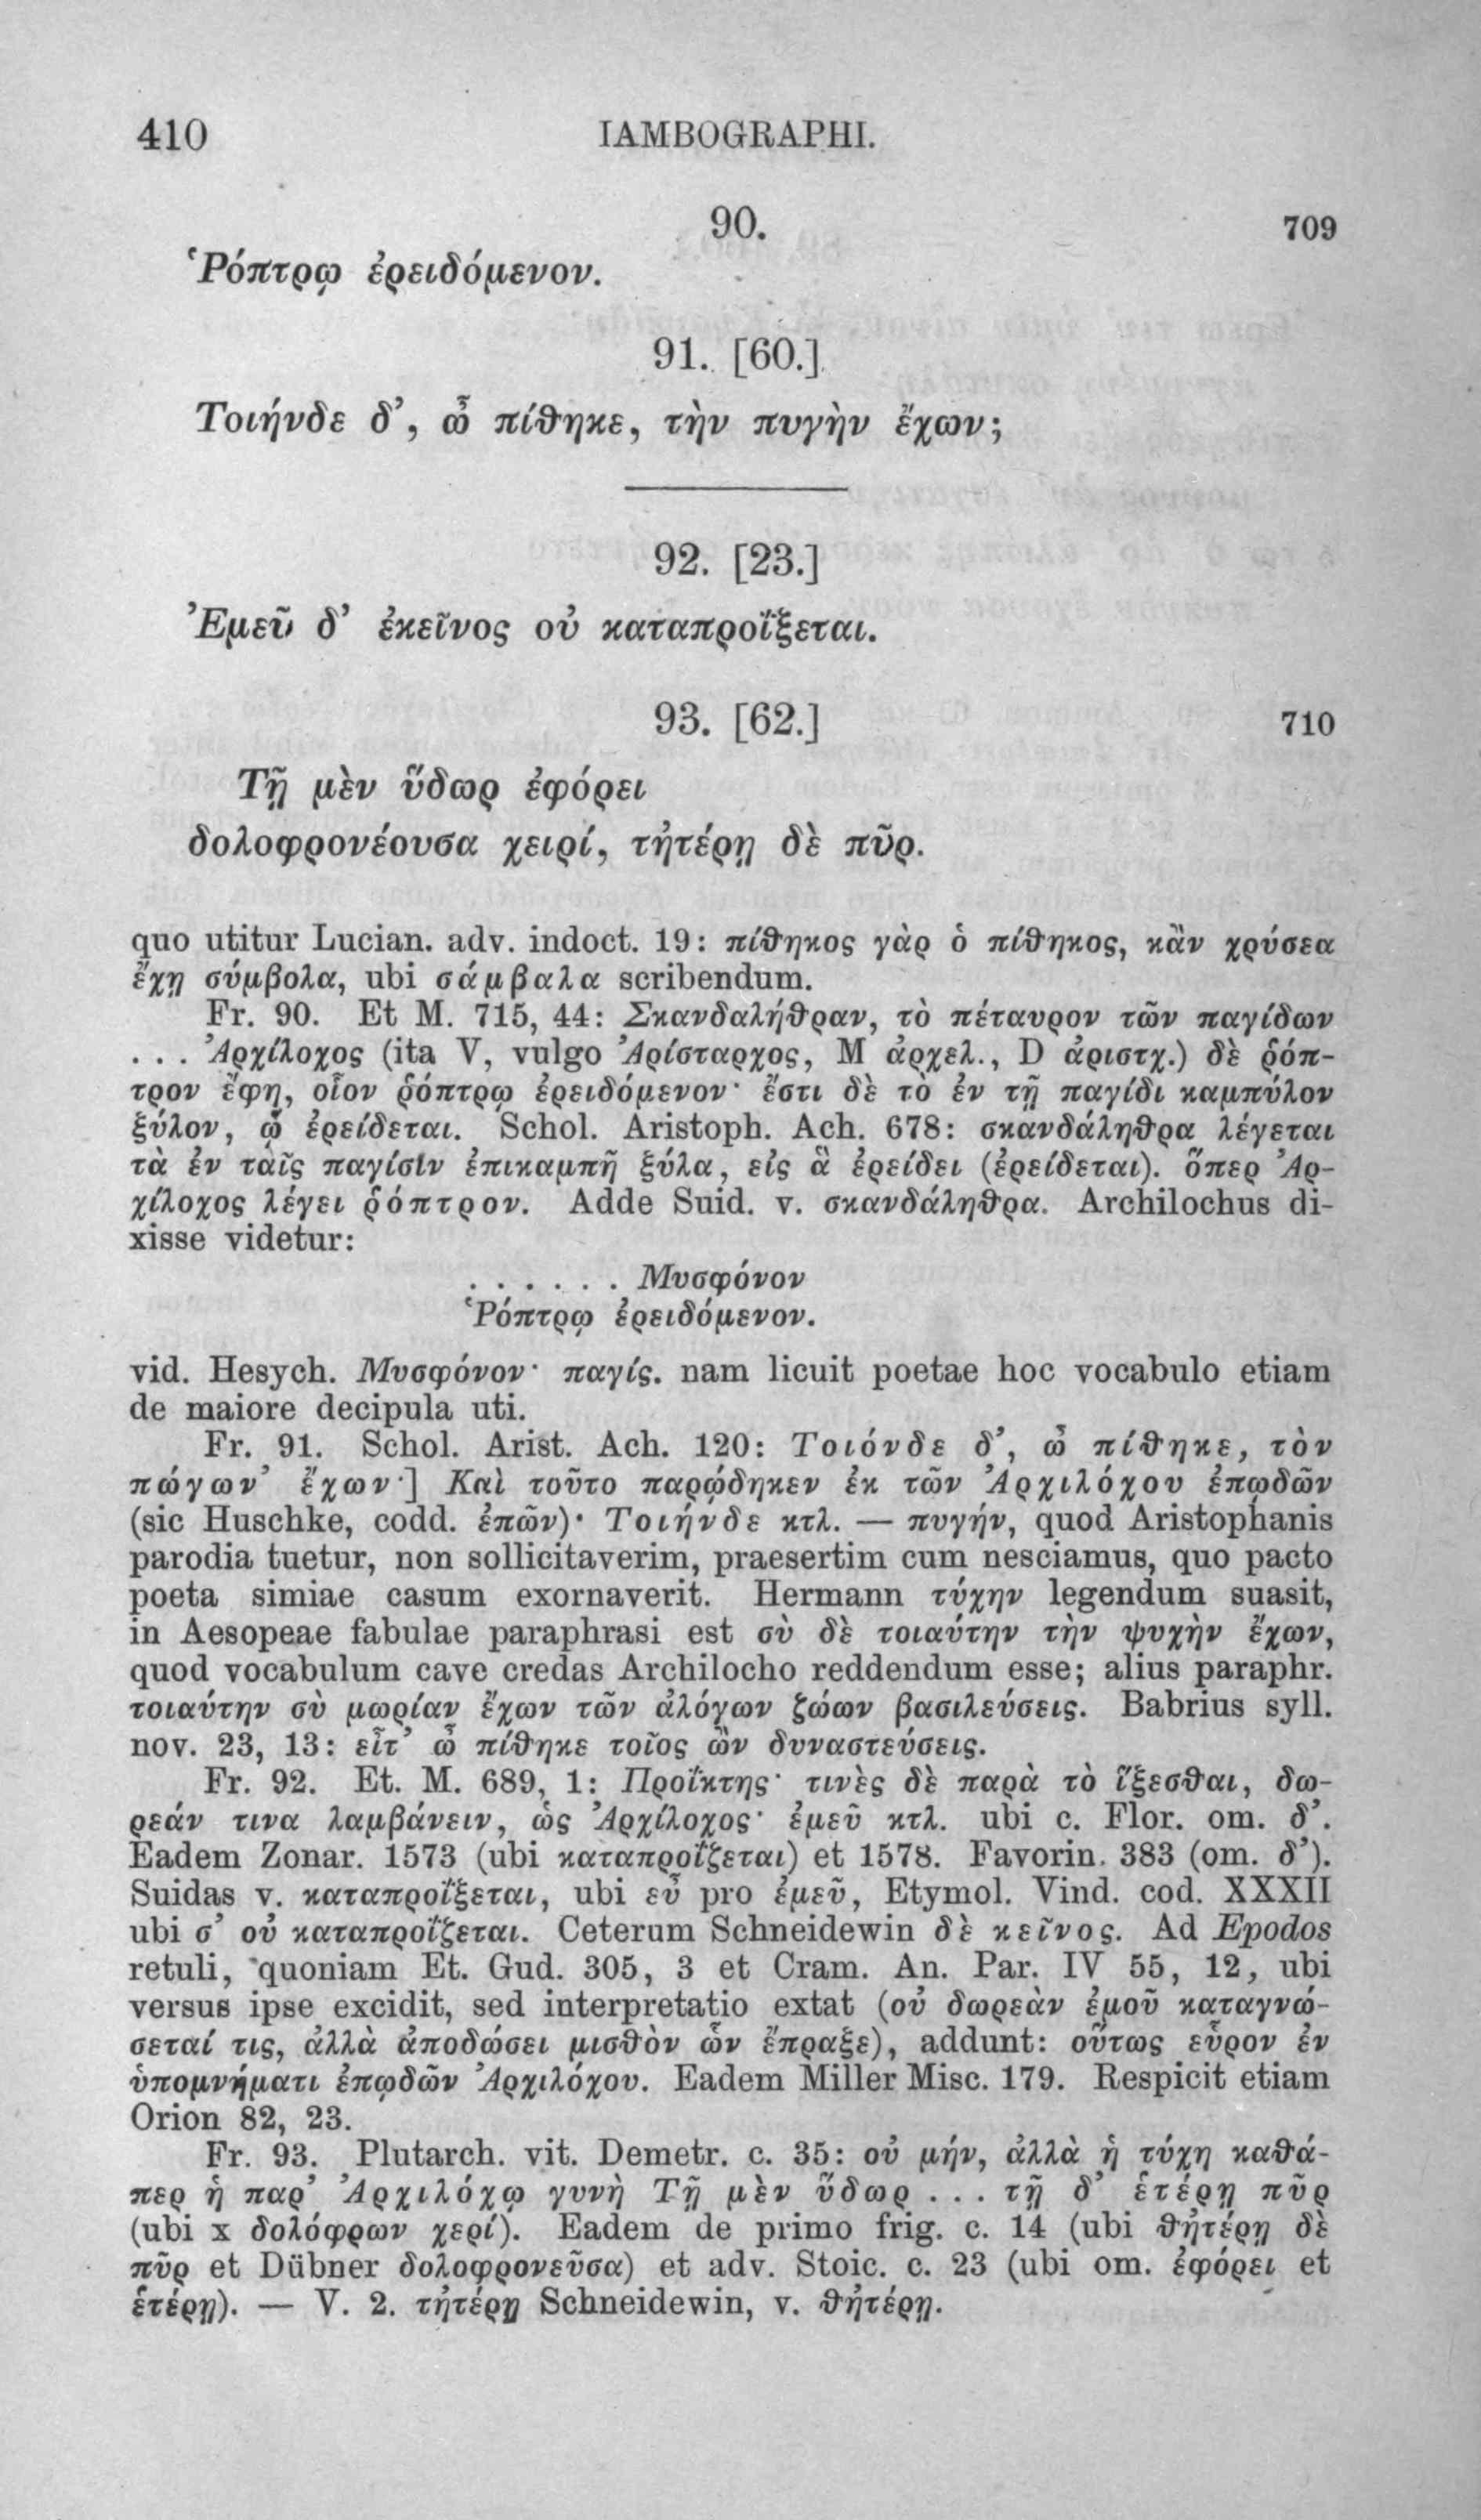 410 IAMBOGRAPHI.
90. 709
Ῥόπτρῳ ἐρειδόμενον.
91. [60.]
Τοιήνδε δ’, ὦ πίθηκε, τὴν πυγὴν ἔχων;
92. [23.]
Ἐμεῦ δ’ ἐκεῖνος οὐ καταπροΐξεται.
93. [62.] 710
Τῇ μὲν ὕδωρ ἐφόρει
δολοφρονέουσα χειρί, τἠτέρῃ δὲ πῦρ.
quo utitur Lucian. adv. indoct. 19: πίθηκος γὰρ ὁ πίθηκος, κἂν χρύσεα
ἔχῃ σύμβολα, ubi σάμβαλα scribendum.
Fr. 90. Et M. 715, 44: Σκανδαλήθραν, τὸ πέταυρον τῶν παγίδων
. . . Ἀρχίλοχος (ita V, vulgo Ἀρίσταρχος, M ἀρχελ., D ἀριστχ.) δὲ ῥόπ-
τρον ἔφη, οἷον ῥόπτρῳ ἐρειδόμενον· ἔστι δὲ τὸ ἐν τῇ παγίδι καμπύλον
ξύλον, ᾧ ἐρείδεται. Schol. Aristoph. Ach. 678: σκανδάληθρα λέγεται
τὰ ἐν ταῖς παγίσιν ἐπικαμπῆ ξύλα, εἰς ἃ ἐρείδει (ἐρείδεται). ὅπερ Ἀρ-
χίλοχος λέγει ῥόπτρον. Adde Suid. v. σκανδάληθρα. Archilochus di-
xisse videtur:
. . . . . . Μυσφόνον
Ῥόπτρῳ ἐρειδόμενον.
vid. Hesych. Μυσφόνον· παγίς. nam licuit poetae hoc vocabulo etiam
de maiore decipula uti.
Fr. 91. Schol. Arist. Ach. 120: Τοιόνδε δ’, ὦ πίθηκε, τὸν
πώγων’ ἔχων·] Καὶ τοῦτο παρῴδηκεν ἐκ τῶν Ἀρχιλόχου ἐπῳδῶν
(sic Huschke, codd. ἐπῶν)· Τοιήνδε κτλ. — πυγήν, quod Aristophanis
parodia tuetur, non sollicitaverim, praesertim cum nesciamus, quo pacto
poeta simiae casum exornaverit. Hermann τύχην legendum suasit,
in Aesopeae fabulae paraphrasi est σὺ δὲ τοιαύτην τὴν ψυχὴν ἔχων,
quod vocabulum cave credas Archilocho reddendum esse; alius paraphr.
τοιαύτην σὺ μωρίαν ἔχων τῶν ἀλόγων ζώων βασιλεύσεις. Babrius syll.
nov. 23, 13: εἶτ’ ὦ πίθηκε τοῖος ὢν δυναστεύσεις.
Fr. 92. Et. M. 689, 1: Προΐκτης· τινὲς δὲ παρὰ τὸ ἵξεσθαι, δω-
ρεάν τινα λαμβάνειν, ὡς Ἀρχίλοχος· ἐμεῦ κτλ. ubi c. Flor. om. δ’.
Eadem Zonar. 1573 (ubi καταπροΐζεται) et 1578. Favorin. 383 (om. δ’).
Suidas v. καταπροΐξεται, ubi εὖ pro ἐμεῦ, Etymol. Vind. cod. XXXII
ubi σ’ οὐ καταπροΐζεται. Ceterum Schneidewin δὲ κεῖνος. Ad Epodos
retuli, quoniam Et. Gud. 305, 3 et Cram. An. Par. IV 55, 12, ubi
versus ipse excidit, sed interpretatio extat (οὐ δωρεὰν ἐμοῦ καταγνώ-
σεταί τις, ἀλλὰ ἀποδώσει μισθὸν ὧν ἔπραξε), addunt: οὕτως εὗρον ἐν
ὑπομνήματι ἐπῳδῶν Ἀρχιλόχου. Eadem Miller Misc. 179. Respicit etiam
Orion 82, 23.
Fr. 93. Plutarch. vit. Demetr. c. 35: οὐ μήν, ἀλλὰ ἡ τύχη καθά-
περ ἡ παρ’ Ἀρχιλόχῳ γυνὴ Τῇ μὲν ὕδωρ . . . τῇ δ’ ἑτέρῃ πῦρ
(ubi x δολόφρων χερί). Eadem de primo frig. c. 14 (ubi θἠτέρῃ δὲ
πῦρ et Dübner δολοφρονεῦσα) et adv. Stoic. c. 23 (ubi om. ἐφόρει et
ἑτέρῃ). — V. 2. τἠτέρῃ Schneidewin, v. θἠτέρῃ.